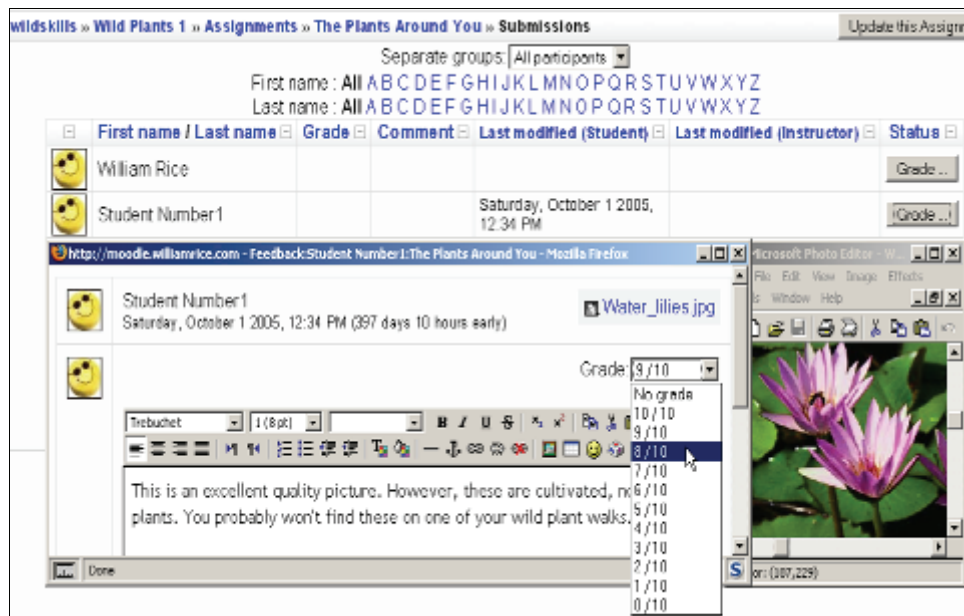 wildskills » Wild Plants 1 » Assignments » The Plants Around You » Submissions
Update this Assignm
Separate groups: All participants
First name : All A B C D E F G H I J K L M N O P Q R S T U V W X Y Z
Last name : All A B C D E F G H I J K L M N O P Q R S T U V W X Y Z
First name / Last name Grade Comment Last modified (Student) Last modified (Instructor) Status
William Rice
Grade ...
Student Number1
Saturday, October 1 2005,
12:34 PM
Grade ...
http://moodle.williamrice.com - Feedback:Student Number1:The Plants Around You - Mozilla Firefox
Microsoft Photo Editor - W...
File Edit View Image Effects
Window Help
Student Number1
Saturday, October 1 2005, 12:34 PM (397 days 10 hours early)
Water_lilies.jpg
Grade: 9 / 10
No grade
10 / 10
9 / 10
8 / 10
7 / 10
6 / 10
5 / 10
4 / 10
3 / 10
2 / 10
1 / 10
0 / 10
Trebuchet 1 (8 pt) B I U S
This is an excellent quality picture. However, these are cultivated,
plants. You probably won't find these on one of your wild plant walks.
Done
or: (187,229)